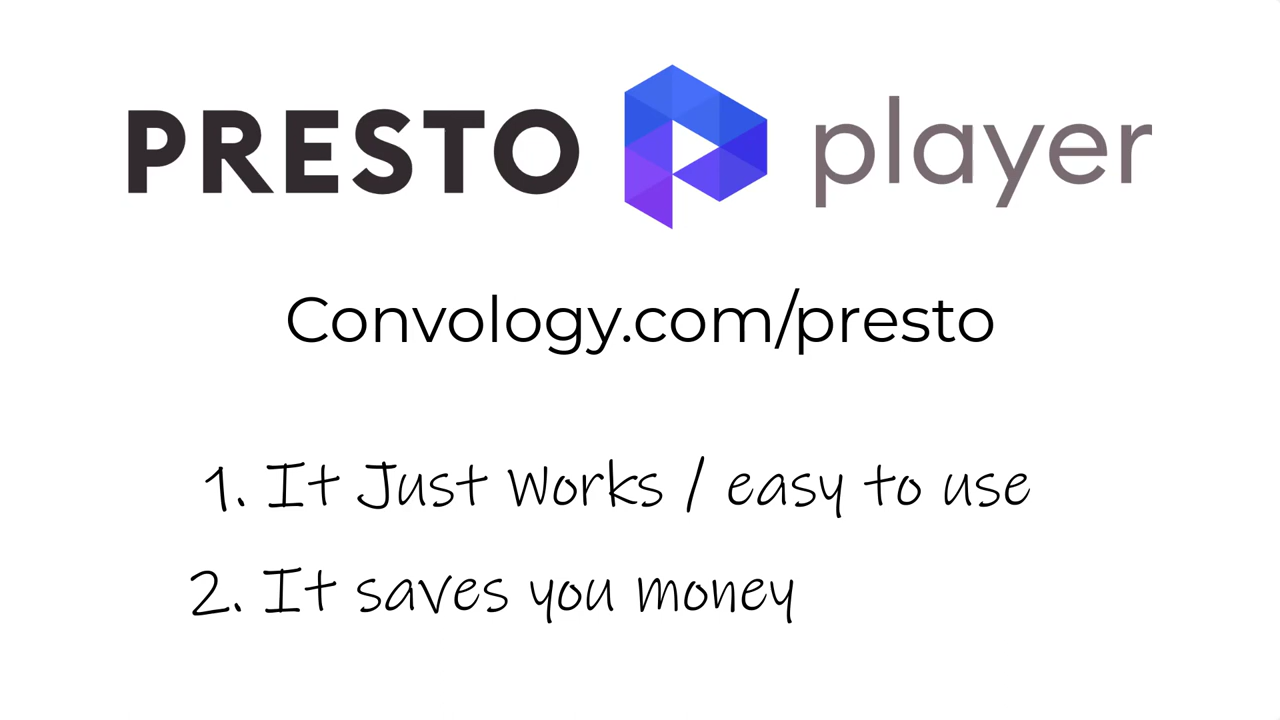 PRESTO player
Convology.com/presto
1. It Just Works / easy to use
2. It saves you money